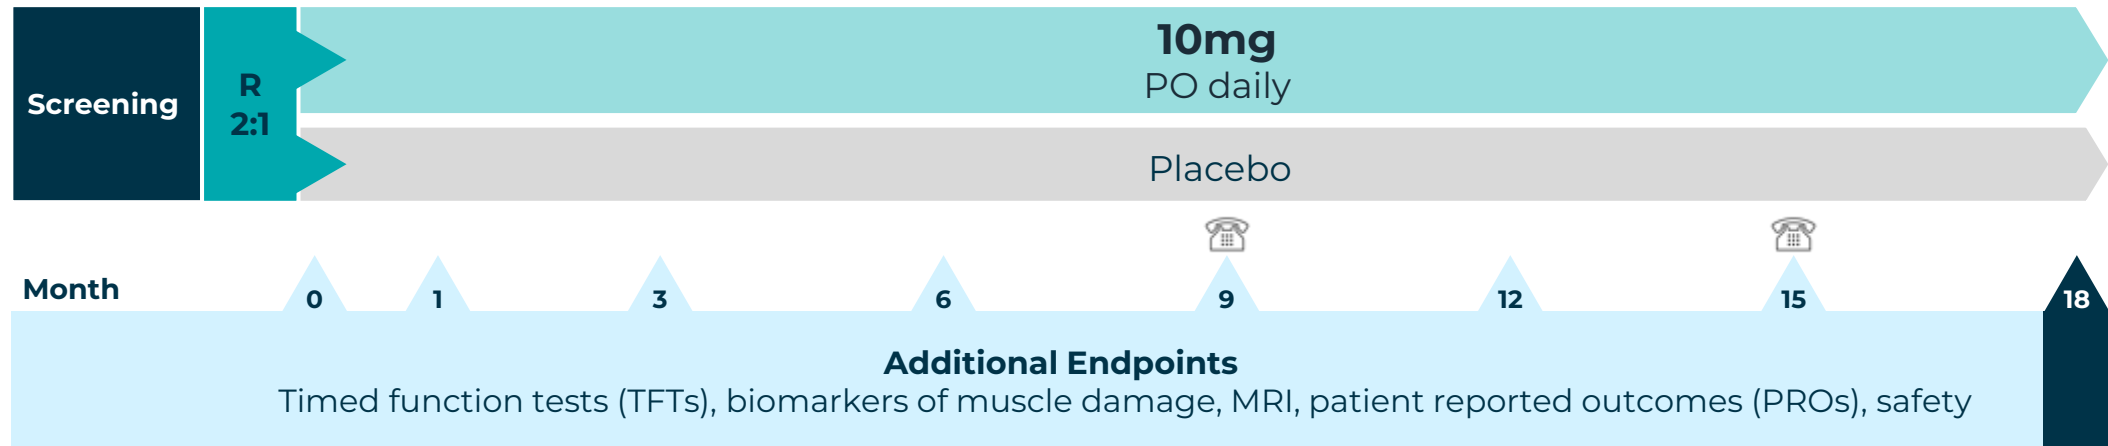 10mg
PO daily
Screening
R
2:1
Placebo
Month
0 1 3 6 9 12 15 18
Additional Endpoints
Timed function tests (TFTs), biomarkers of muscle damage, MRI, patient reported outcomes (PROs), safety